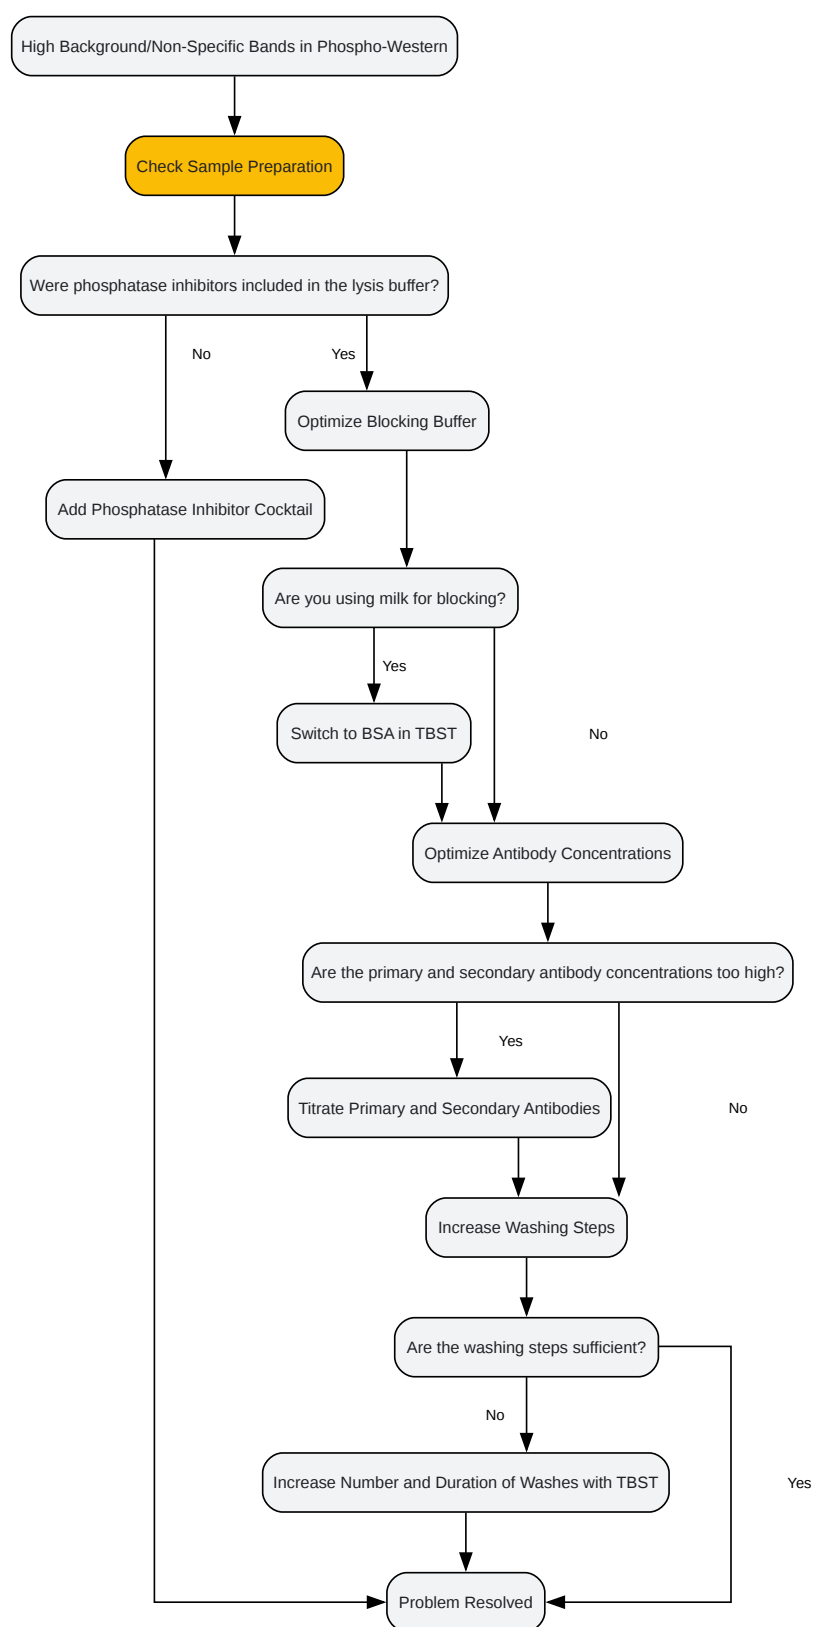 High Background/Non-Specific Bands in Phospho-Western
Check Sample Preparation
Were phosphatase inhibitors included in the lysis buffer?
No
Yes
Optimize Blocking Buffer
Add Phosphatase Inhibitor Cocktail
Are you using milk for blocking?
Yes
Switch to BSA in TBST
No
Optimize Antibody Concentrations
Are the primary and secondary antibody concentrations too high?
Yes
Titrate Primary and Secondary Antibodies
No
Increase Washing Steps
Are the washing steps sufficient?
No
Increase Number and Duration of Washes with TBST
Yes
Problem Resolved